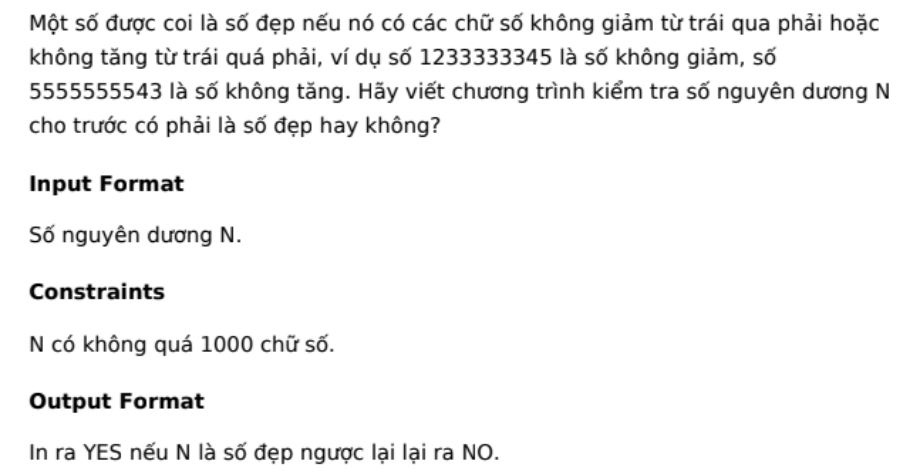 Một số được coi là số đẹp nếu nó có các chữ số không giảm từ trái qua phải hoặc
không tăng từ trái quá phải, ví dụ số 1233333345 là số không giảm, số
5555555543 là số không tăng. Hãy viết chương trình kiểm tra số nguyên dương N
cho trước có phải là số đẹp hay không?
Input Format
Số nguyên dương N.
Constraints
N có không quá 1000 chữ số.
Output Format
In ra YES nếu N là số đẹp ngược lại lại ra NO.